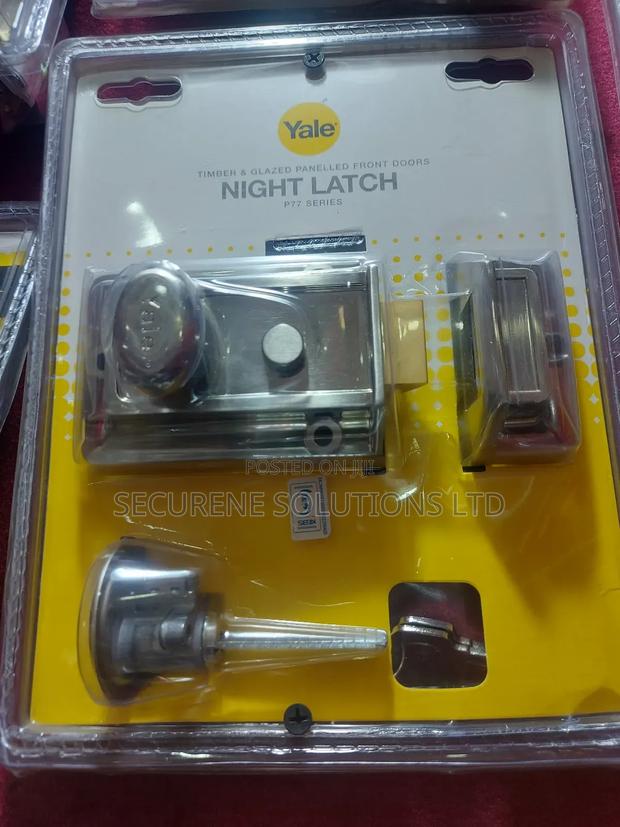 Yale
TIMBER & GLAZED PANELLED FRONT DOORS
NIGHT LATCH
P77 SERIES
Yale
POSTED ON JIJI
SECURENE SOLUTIONS LTD